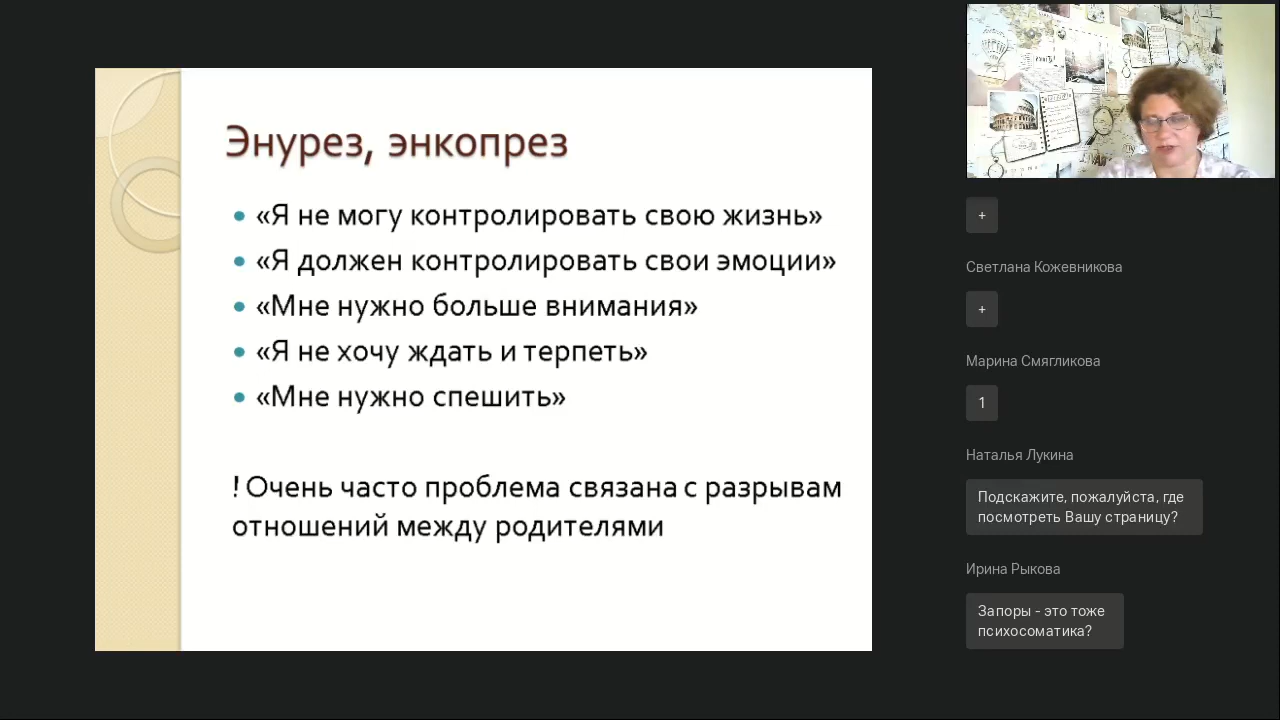 Энурез, энкопрез
«Я не могу контролировать свою жизнь»
«Я должен контролировать свои эмоции»
«Мне нужно больше внимания»
«Я не хочу ждать и терпеть»
«Мне нужно спешить»
! Очень часто проблема связана с разрывам
отношений между родителями
+
Светлана Кожевникова
+
Марина Смягликова
1
Наталья Лукина
Подскажите, пожалуйста, где
посмотреть Вашу страницу?
Ирина Рыкова
Запоры - это тоже
психосоматика?